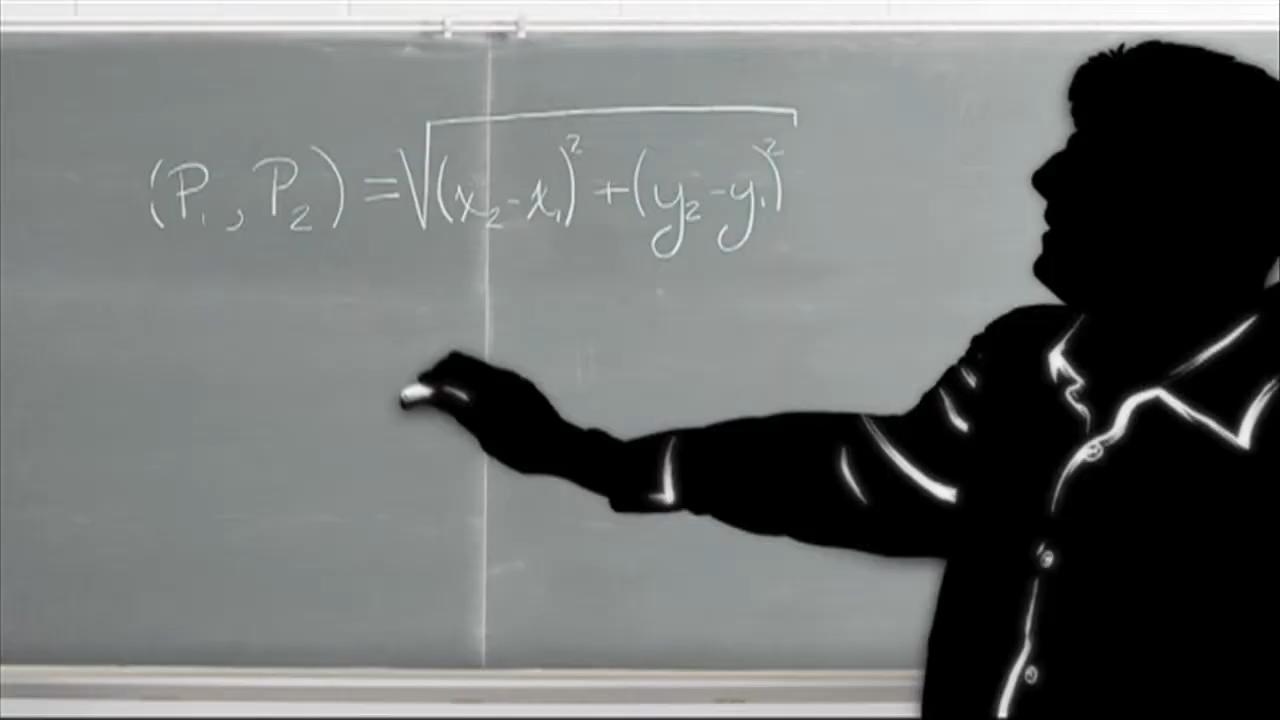 (P₁, P₂) = √(x₂-x₁)² + (y₂-y₁)²